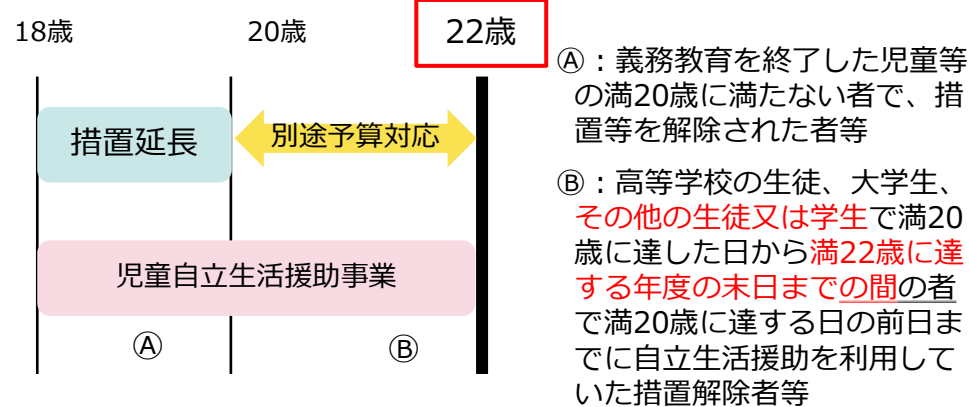 18歳
20歳
22歳
措置延長
別途予算対応
児童自立生活援助事業
Ⓐ
Ⓑ
Ⓐ：義務教育を終了した児童等
の満20歳に満たない者で、措
置等を解除された者等
Ⓑ：高等学校の生徒、大学生、
その他の生徒又は学生で満20
歳に達した日から満22歳に達
する年度の末日までの間の者
で満20歳に達する日の前日ま
でに自立生活援助を利用して
いた措置解除者等